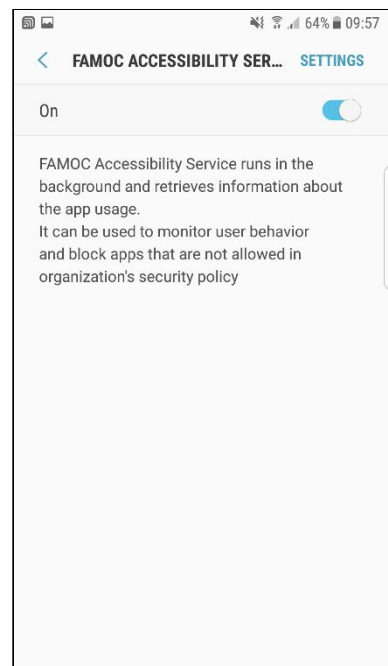 64% 09:57
FAMOC ACCESSIBILITY SER... SETTINGS
On
FAMOC Accessibility Service runs in the
background and retrieves information about
the app usage.
It can be used to monitor user behavior
and block apps that are not allowed in
organization's security policy